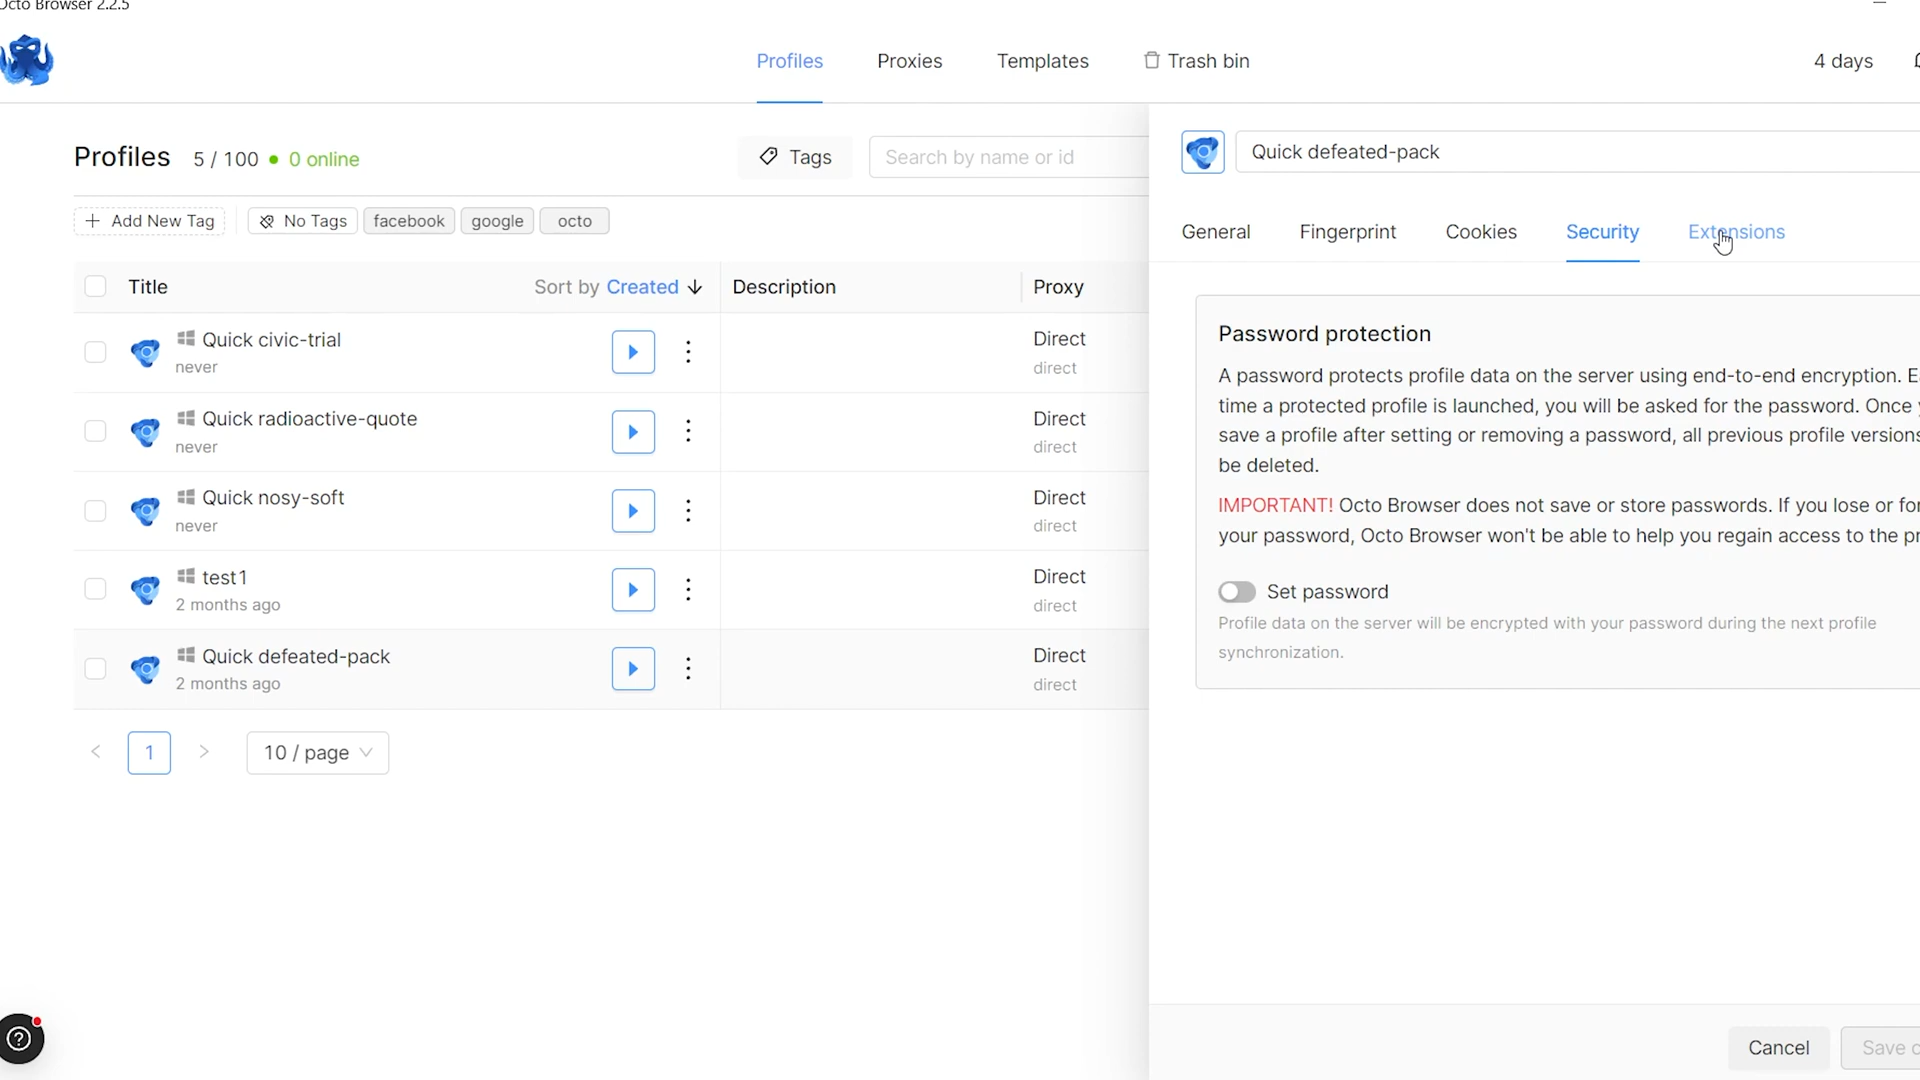 Octo Browser 2.2.5
Profiles
Proxies
Templates
Trash bin
4 days
Profiles 5 / 100 0 online
Tags
Search by name or id
Add New Tag
No Tags
facebook
google
octo
Title
Sort by Created
Description
Proxy
Quick civic-trial
never
Direct
direct
Quick radioactive-quote
never
Direct
direct
Quick nosy-soft
never
Direct
direct
test1
2 months ago
Direct
direct
Quick defeated-pack
2 months ago
Direct
direct
1
10 / page
Quick defeated-pack
General
Fingerprint
Cookies
Security
Extensions
Password protection
A password protects profile data on the server using end-to-end encryption.
time a protected profile is launched, you will be asked for the password. Once
save a profile after setting or removing a password, all previous profile versions
be deleted.
IMPORTANT! Octo Browser does not save or store passwords. If you lose or
your password, Octo Browser won't be able to help you regain access to the
Set password
Profile data on the server will be encrypted with your password during the next profile
synchronization.
Cancel
Save